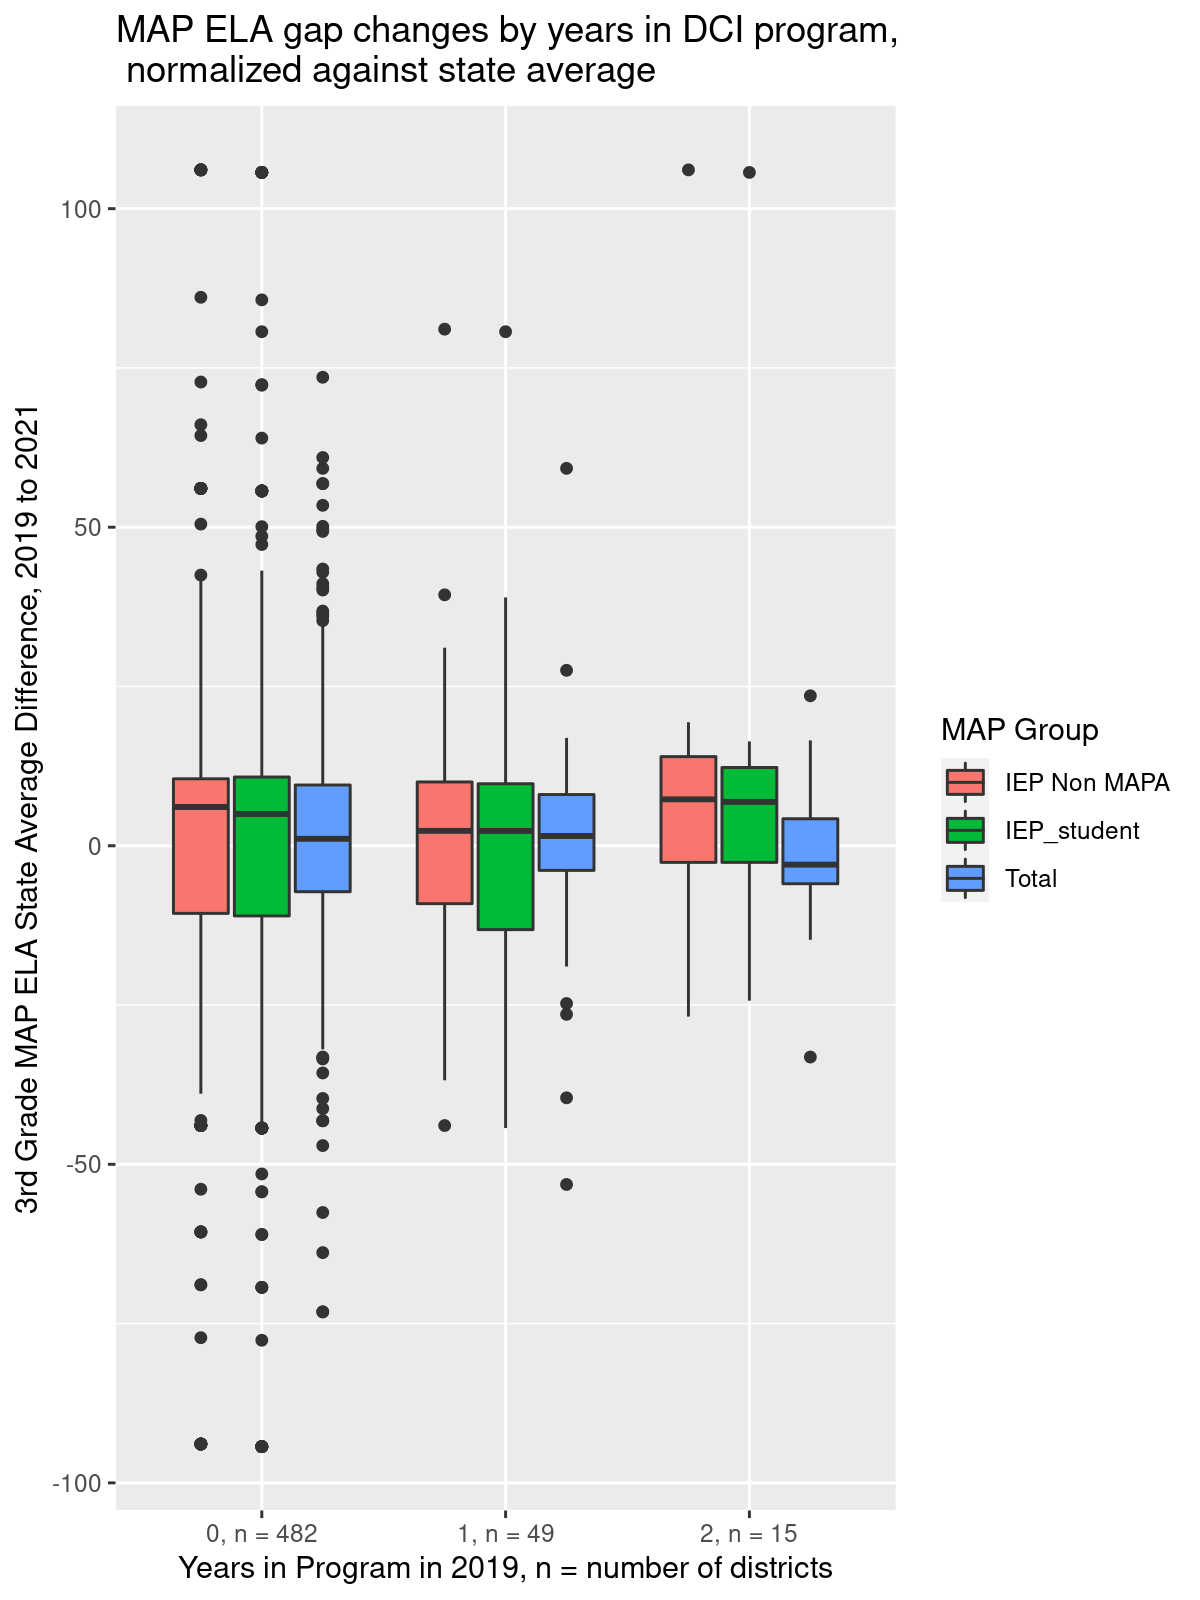 MAP ELA gap changes by years in DCI program,
normalized against state average
3rd Grade MAP ELA State Average Difference, 2019 to 2021
100
50
0
-50
-100
MAP Group
IEP Non MAPA
IEP_student
Total
0, n = 482
1, n = 49
2, n = 15
Years in Program in 2019, n = number of districts